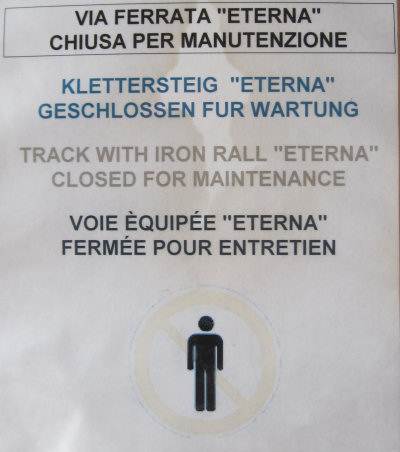 VIA FERRATA "ETERNA"
CHIUSA PER MANUTENZIONE
KLETTERSTEIG "ETERNA"
GESCHLOSSEN FUR WARTUNG
TRACK WITH IRON RALL "ETERNA"
CLOSED FOR MAINTENANCE
VOIE ÈQUIPÉE "ETERNA"
FERMÉE POUR ENTRETIEN